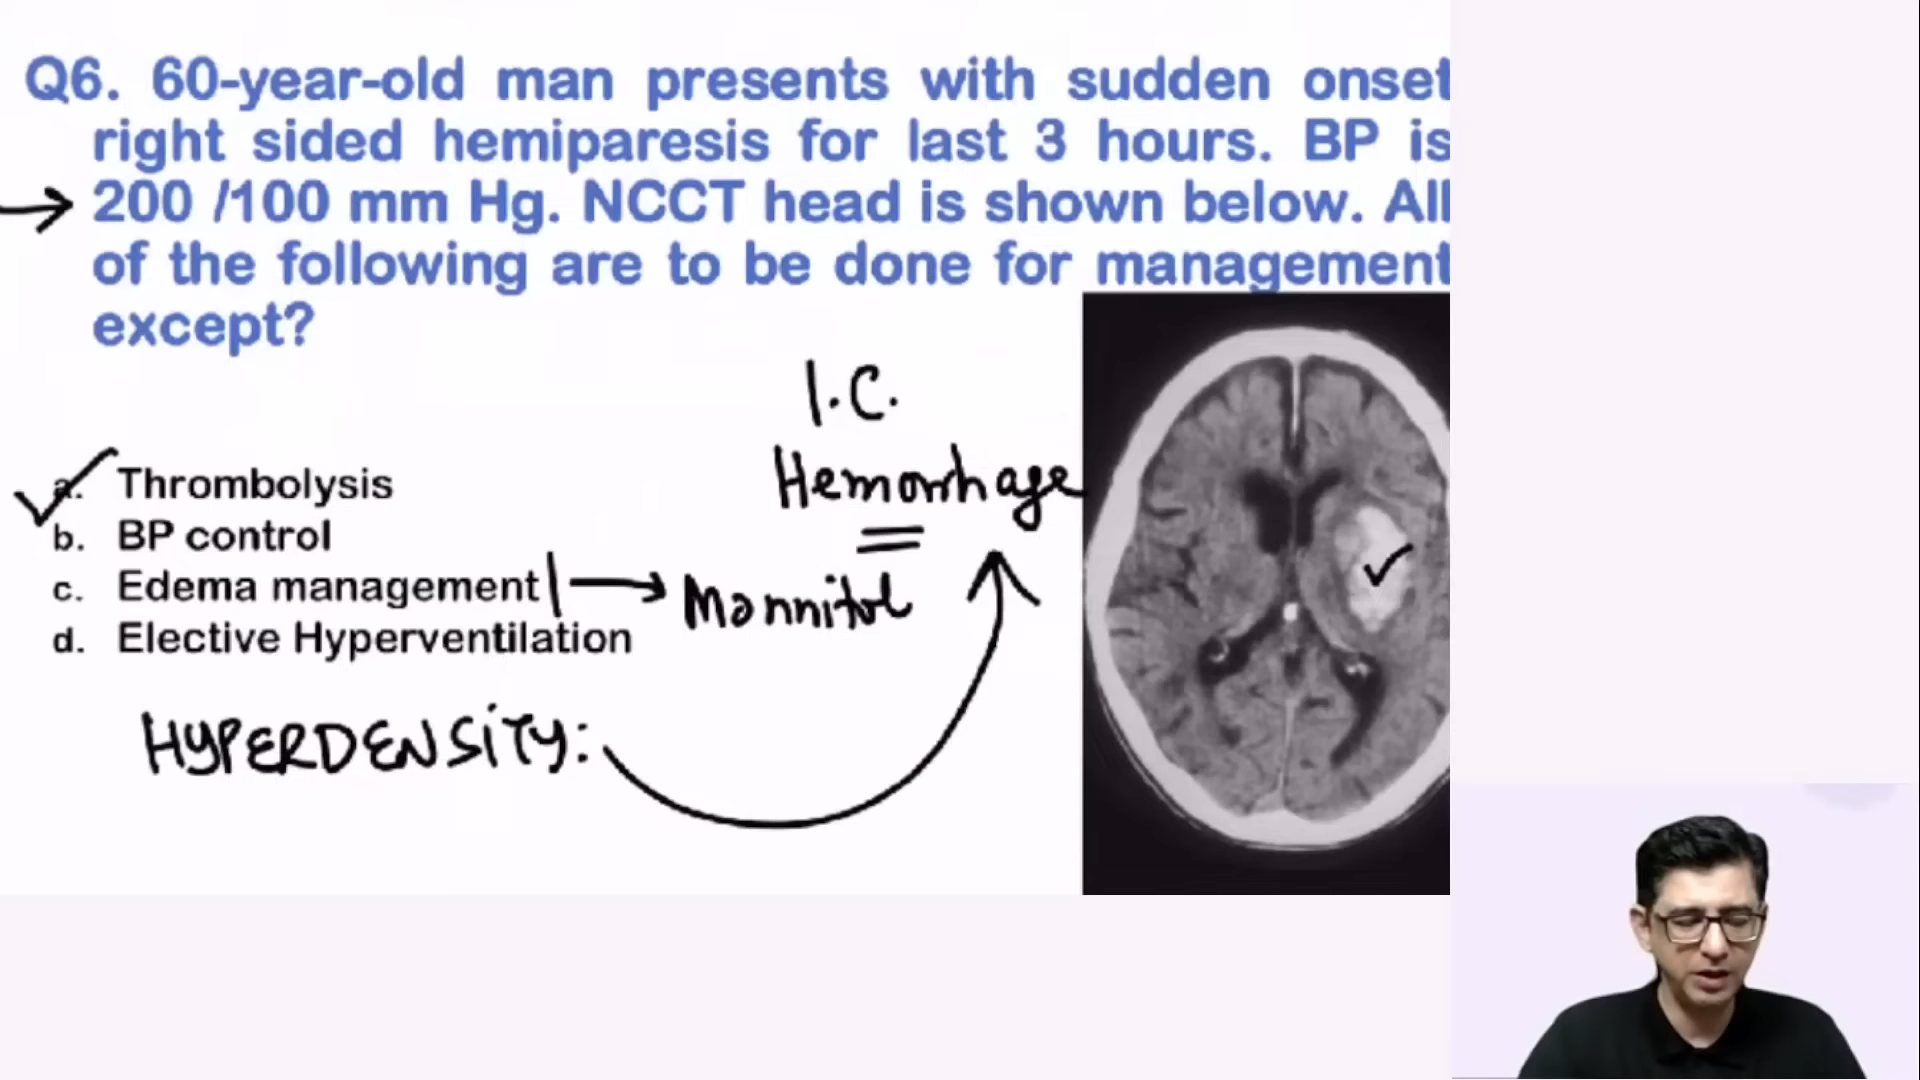 Q6. 60-year-old man presents with sudden onset
right sided hemiparesis for last 3 hours. BP is
200 /100 mm Hg. NCCT head is shown below. All
of the following are to be done for management
except?
I.C.
Hemorrhage
a. Thrombolysis
b. BP control
c. Edema management
Mannitol
d. Elective Hyperventilation
HYPERDENSITY: